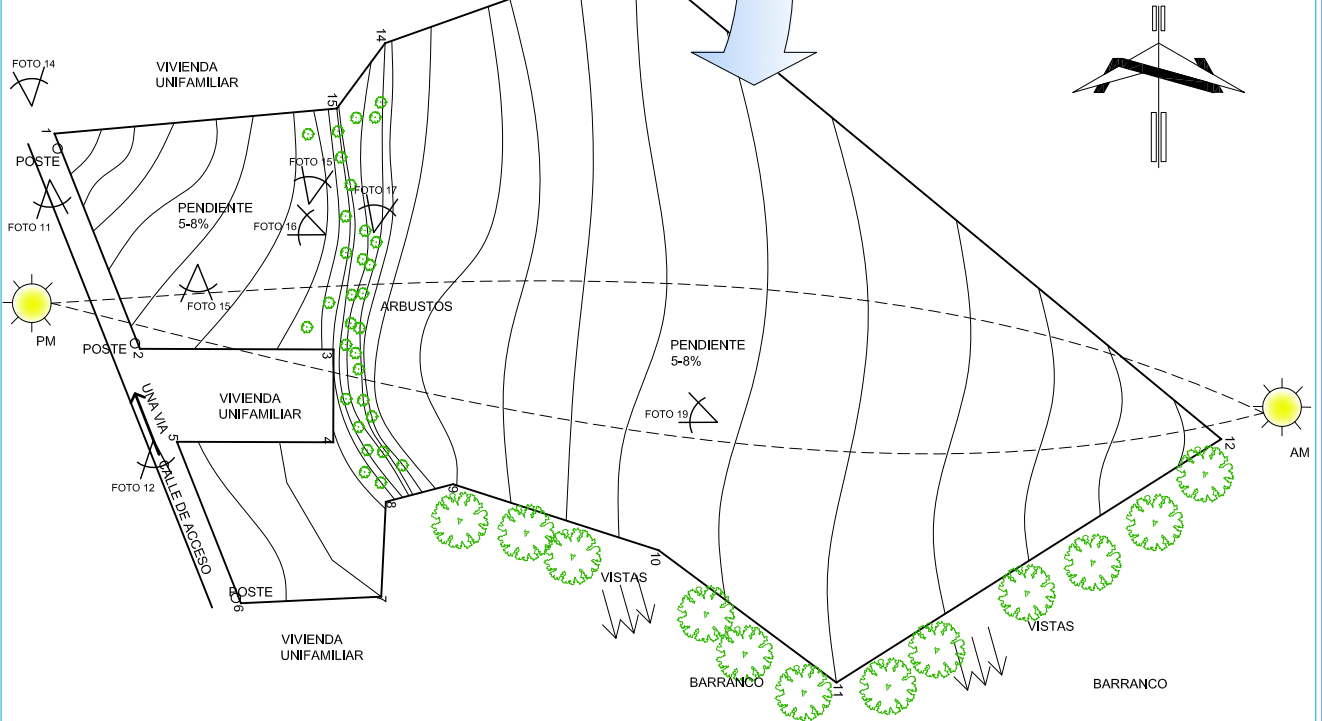 FOTO 14
VIVIENDA
UNIFAMILIAR
14
15
1
POSTE
FOTO 11
FOTO 15
FOTO 17
FOTO 16
PENDIENTE
5-8%
FOTO 15
ARBUSTOS
PM
POSTE
2
3
VIVIENDA
UNIFAMILIAR
PENDIENTE
5-8%
FOTO 19
UNA VIA
5
4
FOTO 12
CALLE DE ACCESO
12
AM
9
8
10
POSTE
6
7
VISTAS
VIVIENDA
UNIFAMILIAR
VISTAS
BARRANCO
11
BARRANCO